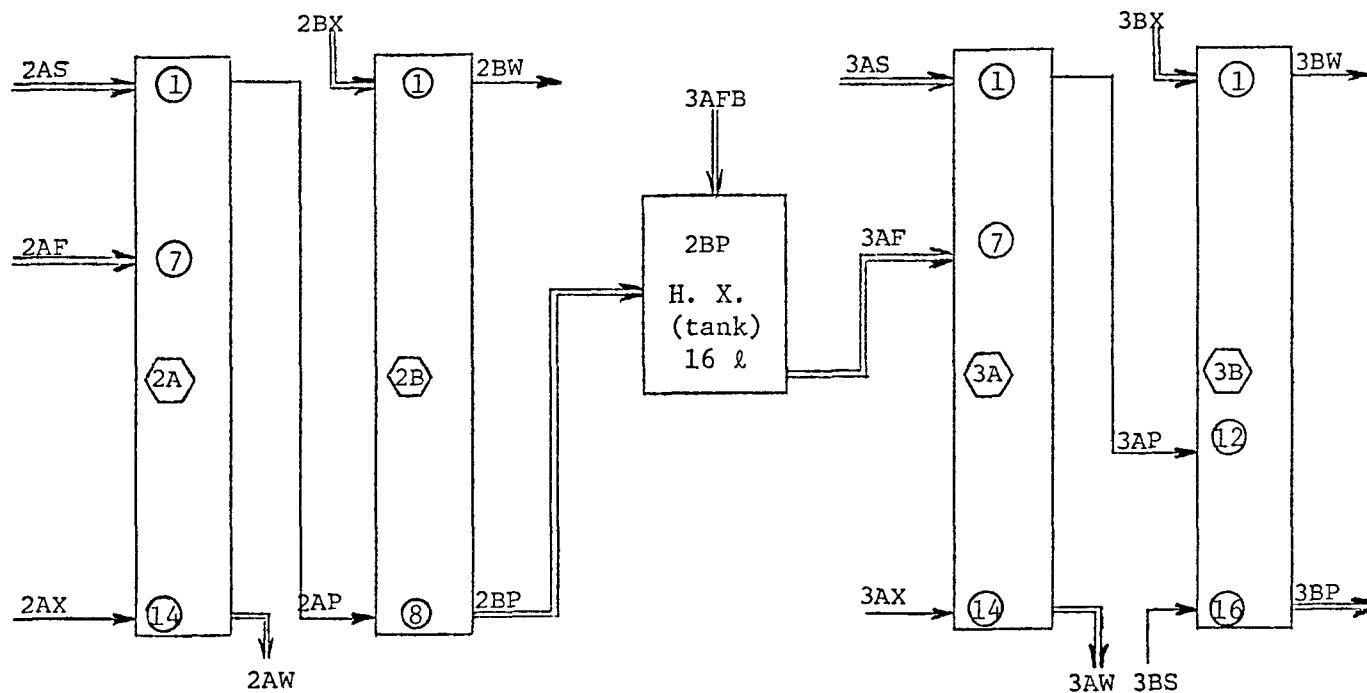 2BX
3BX
2AS
1
1
2BW
3AS
1
1
3BW
3AFB
2AF
7
2BP
H. X.
(tank)
16 ℓ
3AF
7
2A
2B
3A
3B
3AP
12
2AX
14
2AP
8
2BP
3AX
14
16
3BP
2AW
3AW
3BS